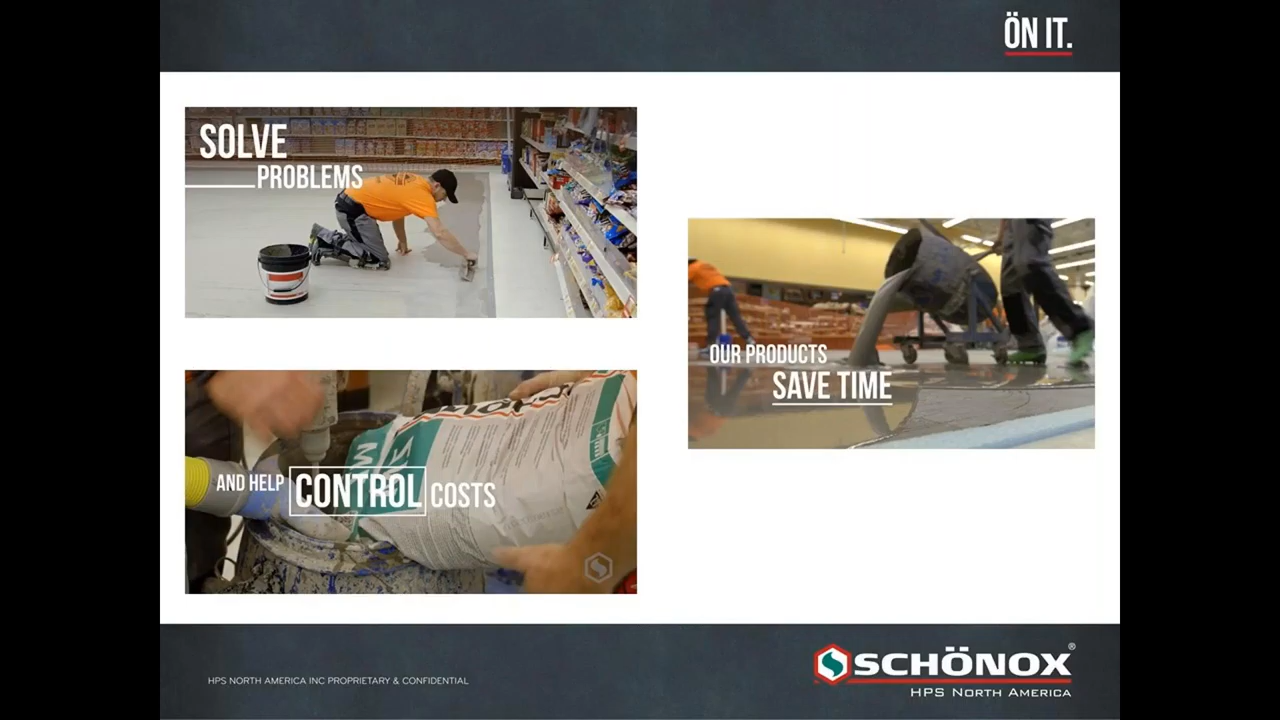 ÖN IT.
SOLVE
PROBLEMS
OUR PRODUCTS
SAVE TIME
AND HELP CONTROL COSTS
HPS NORTH AMERICA INC PROPRIETARY & CONFIDENTIAL
SCHÖNOX®
HPS NORTH AMERICA